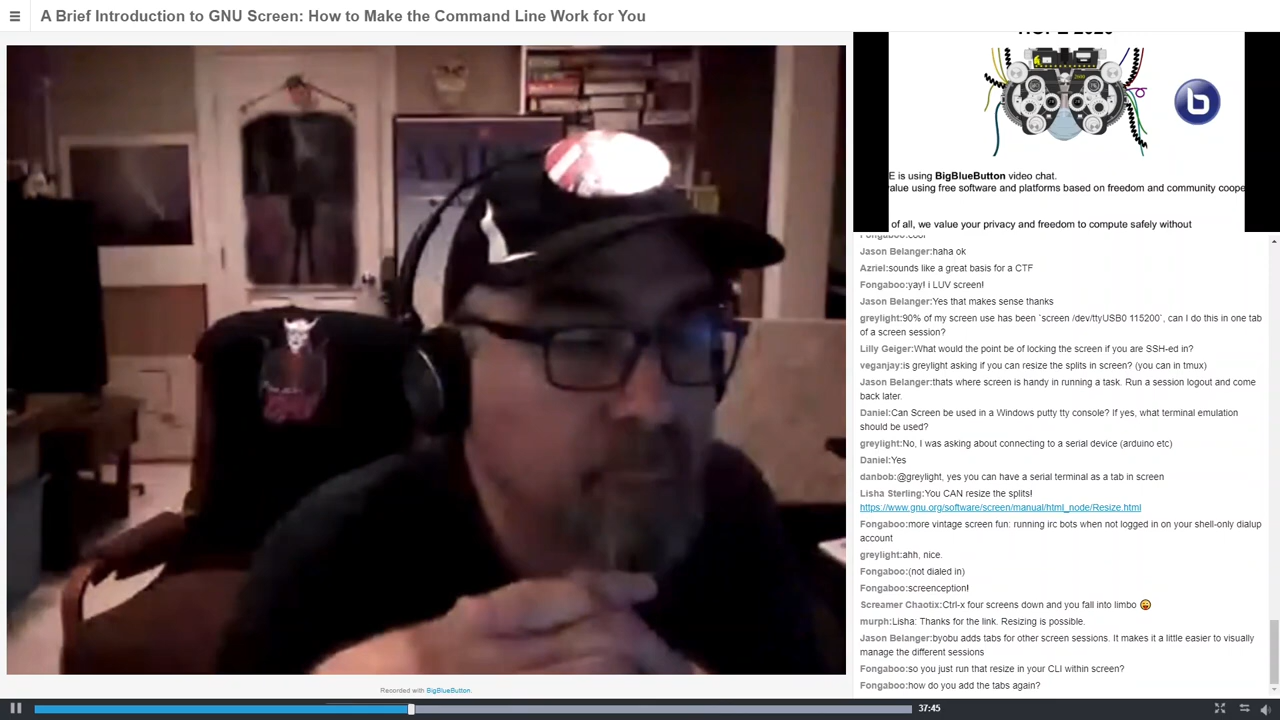 A Brief Introduction to GNU Screen: How to Make the Command Line Work for You
E is using BigBlueButton video chat.
alue using free software and platforms based on freedom and community coope
of all, we value your privacy and freedom to compute safely without
Jason Belanger:haha ok
Azriel:sounds like a great basis for a CTF
Fongaboo:yay! i LUV screen!
Jason Belanger:Yes that makes sense thanks
greylight:90% of my screen use has been `screen /dev/ttyUSB0 115200`, can I do this in one tab
of a screen session?
Lilly Geiger:What would the point be of locking the screen if you are SSH-ed in?
veganjay:is greylight asking if you can resize the splits in screen? (you can in tmux)
Jason Belanger:thats where screen is handy in running a task. Run a session logout and come
back later.
Daniel:Can Screen be used in a Windows putty tty console? If yes, what terminal emulation
should be used?
greylight:No, I was asking about connecting to a serial device (arduino etc)
Daniel:Yes
danbob:@greylight, yes you can have a serial terminal as a tab in screen
Lisha Sterling:You CAN resize the splits!
https://www.gnu.org/software/screen/manual/html_node/Resize.html
Fongaboo:more vintage screen fun: running irc bots when not logged in on your shell-only dialup
account
greylight:ahh, nice.
Fongaboo:(not dialed in)
Fongaboo:screenception!
Screamer Chaotix:Ctrl-x four screens down and you fall into limbo
murph:Lisha: Thanks for the link. Resizing is possible.
Jason Belanger:byobu adds tabs for other screen sessions. It makes it a little easier to visually
manage the different sessions
Fongaboo:so you just run that resize in your CLI within screen?
Fongaboo:how do you add the tabs again?
Recorded with BigBlueButton.
37:45